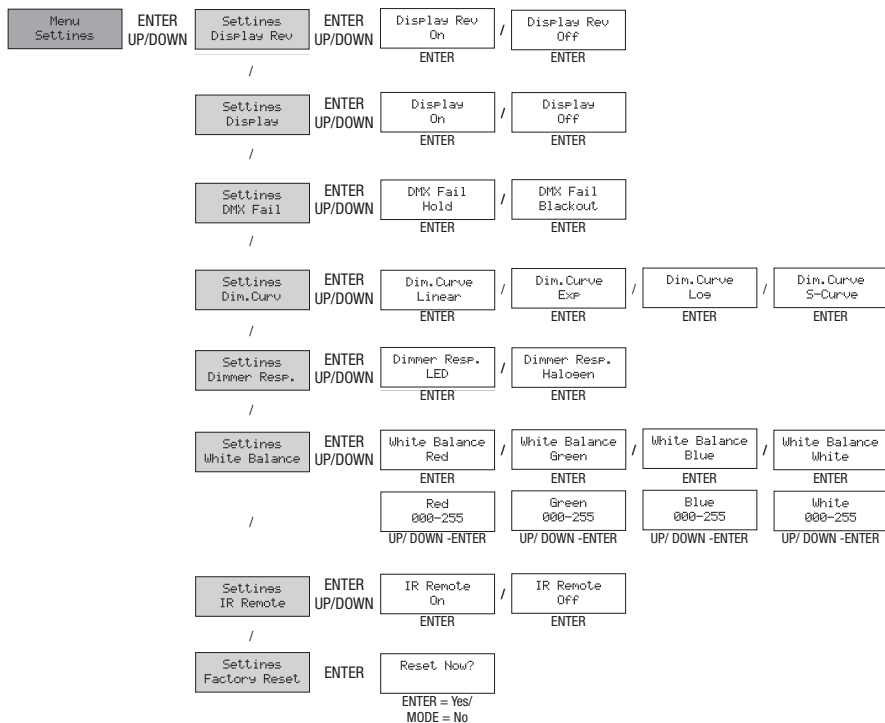 Menu
Settings
ENTER
UP/DOWN
Settings
Display Rev
ENTER
UP/DOWN
Display Rev
On
ENTER
/
Display Rev
Off
ENTER
/
Settings
Display
ENTER
UP/DOWN
Display
On
ENTER
/
Display
Off
ENTER
/
Settings
DMX Fail
ENTER
UP/DOWN
DMX Fail
Hold
ENTER
/
DMX Fail
Blackout
ENTER
/
Settings
Dim.Curv
ENTER
UP/DOWN
Dim.Curve
Linear
ENTER
/
Dim.Curve
Exp
ENTER
/
Dim.Curve
Log
ENTER
/
Dim.Curve
S-Curve
ENTER
/
Settings
Dimmer Resp.
ENTER
UP/DOWN
Dimmer Resp.
LED
ENTER
/
Dimmer Resp.
Halogen
ENTER
/
Settings
White Balance
ENTER
UP/DOWN
White Balance
Red
ENTER
/
White Balance
Green
ENTER
/
White Balance
Blue
ENTER
/
White Balance
White
ENTER
/
Red
000-255
UP/ DOWN -ENTER
Green
000-255
UP/ DOWN -ENTER
Blue
000-255
UP/ DOWN -ENTER
White
000-255
UP/ DOWN -ENTER
Settings
IR Remote
ENTER
UP/DOWN
IR Remote
On
ENTER
/
IR Remote
Off
ENTER
/
Settings
Factory Reset
ENTER
Reset Now?
ENTER = Yes/
MODE = No